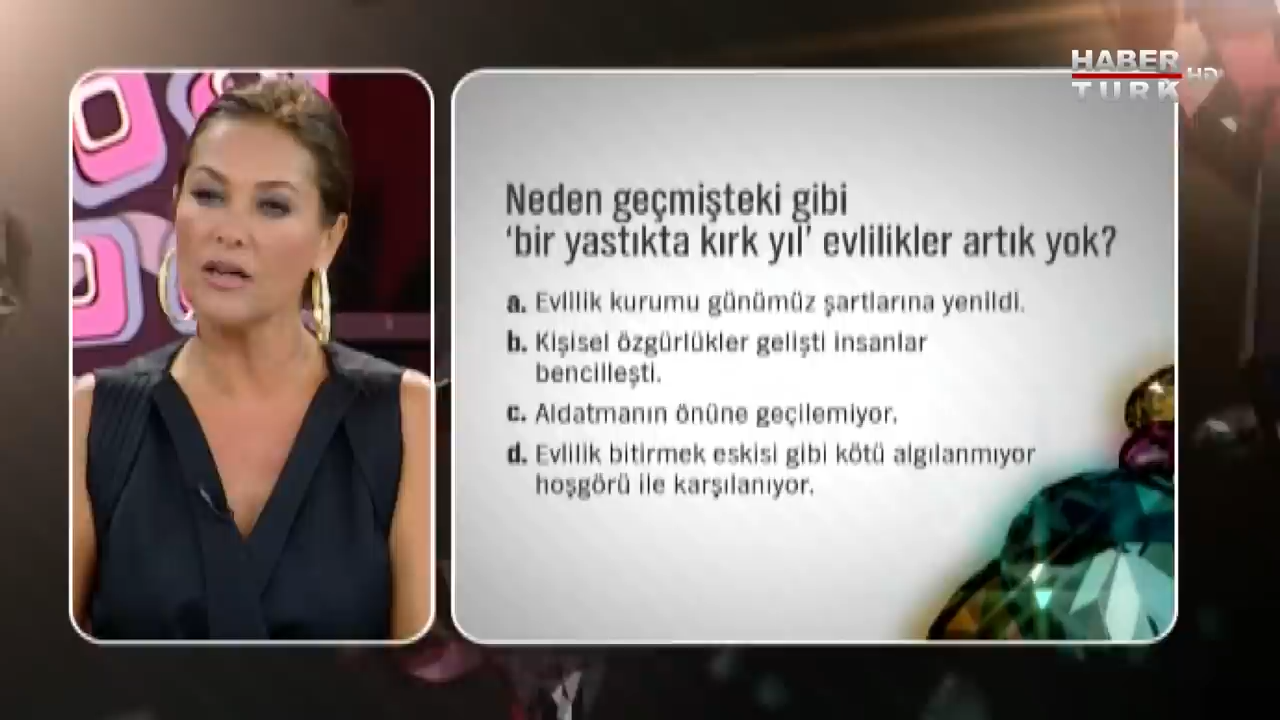 HABER
TURK HD
Neden geçmişteki gibi
‘bir yastıkta kırk yıl’ evlilikler artık yok?
a. Evlilik kurumu günümüz şartlarına yenildi.
b. Kişisel özgürlükler gelişti insanlar
bencilleşti.
c. Aldatmanın önüne geçilemiyor.
d. Evlilik bitirmek eskisi gibi kötü algılanmıyor
hoşgörü ile karşılanıyor.